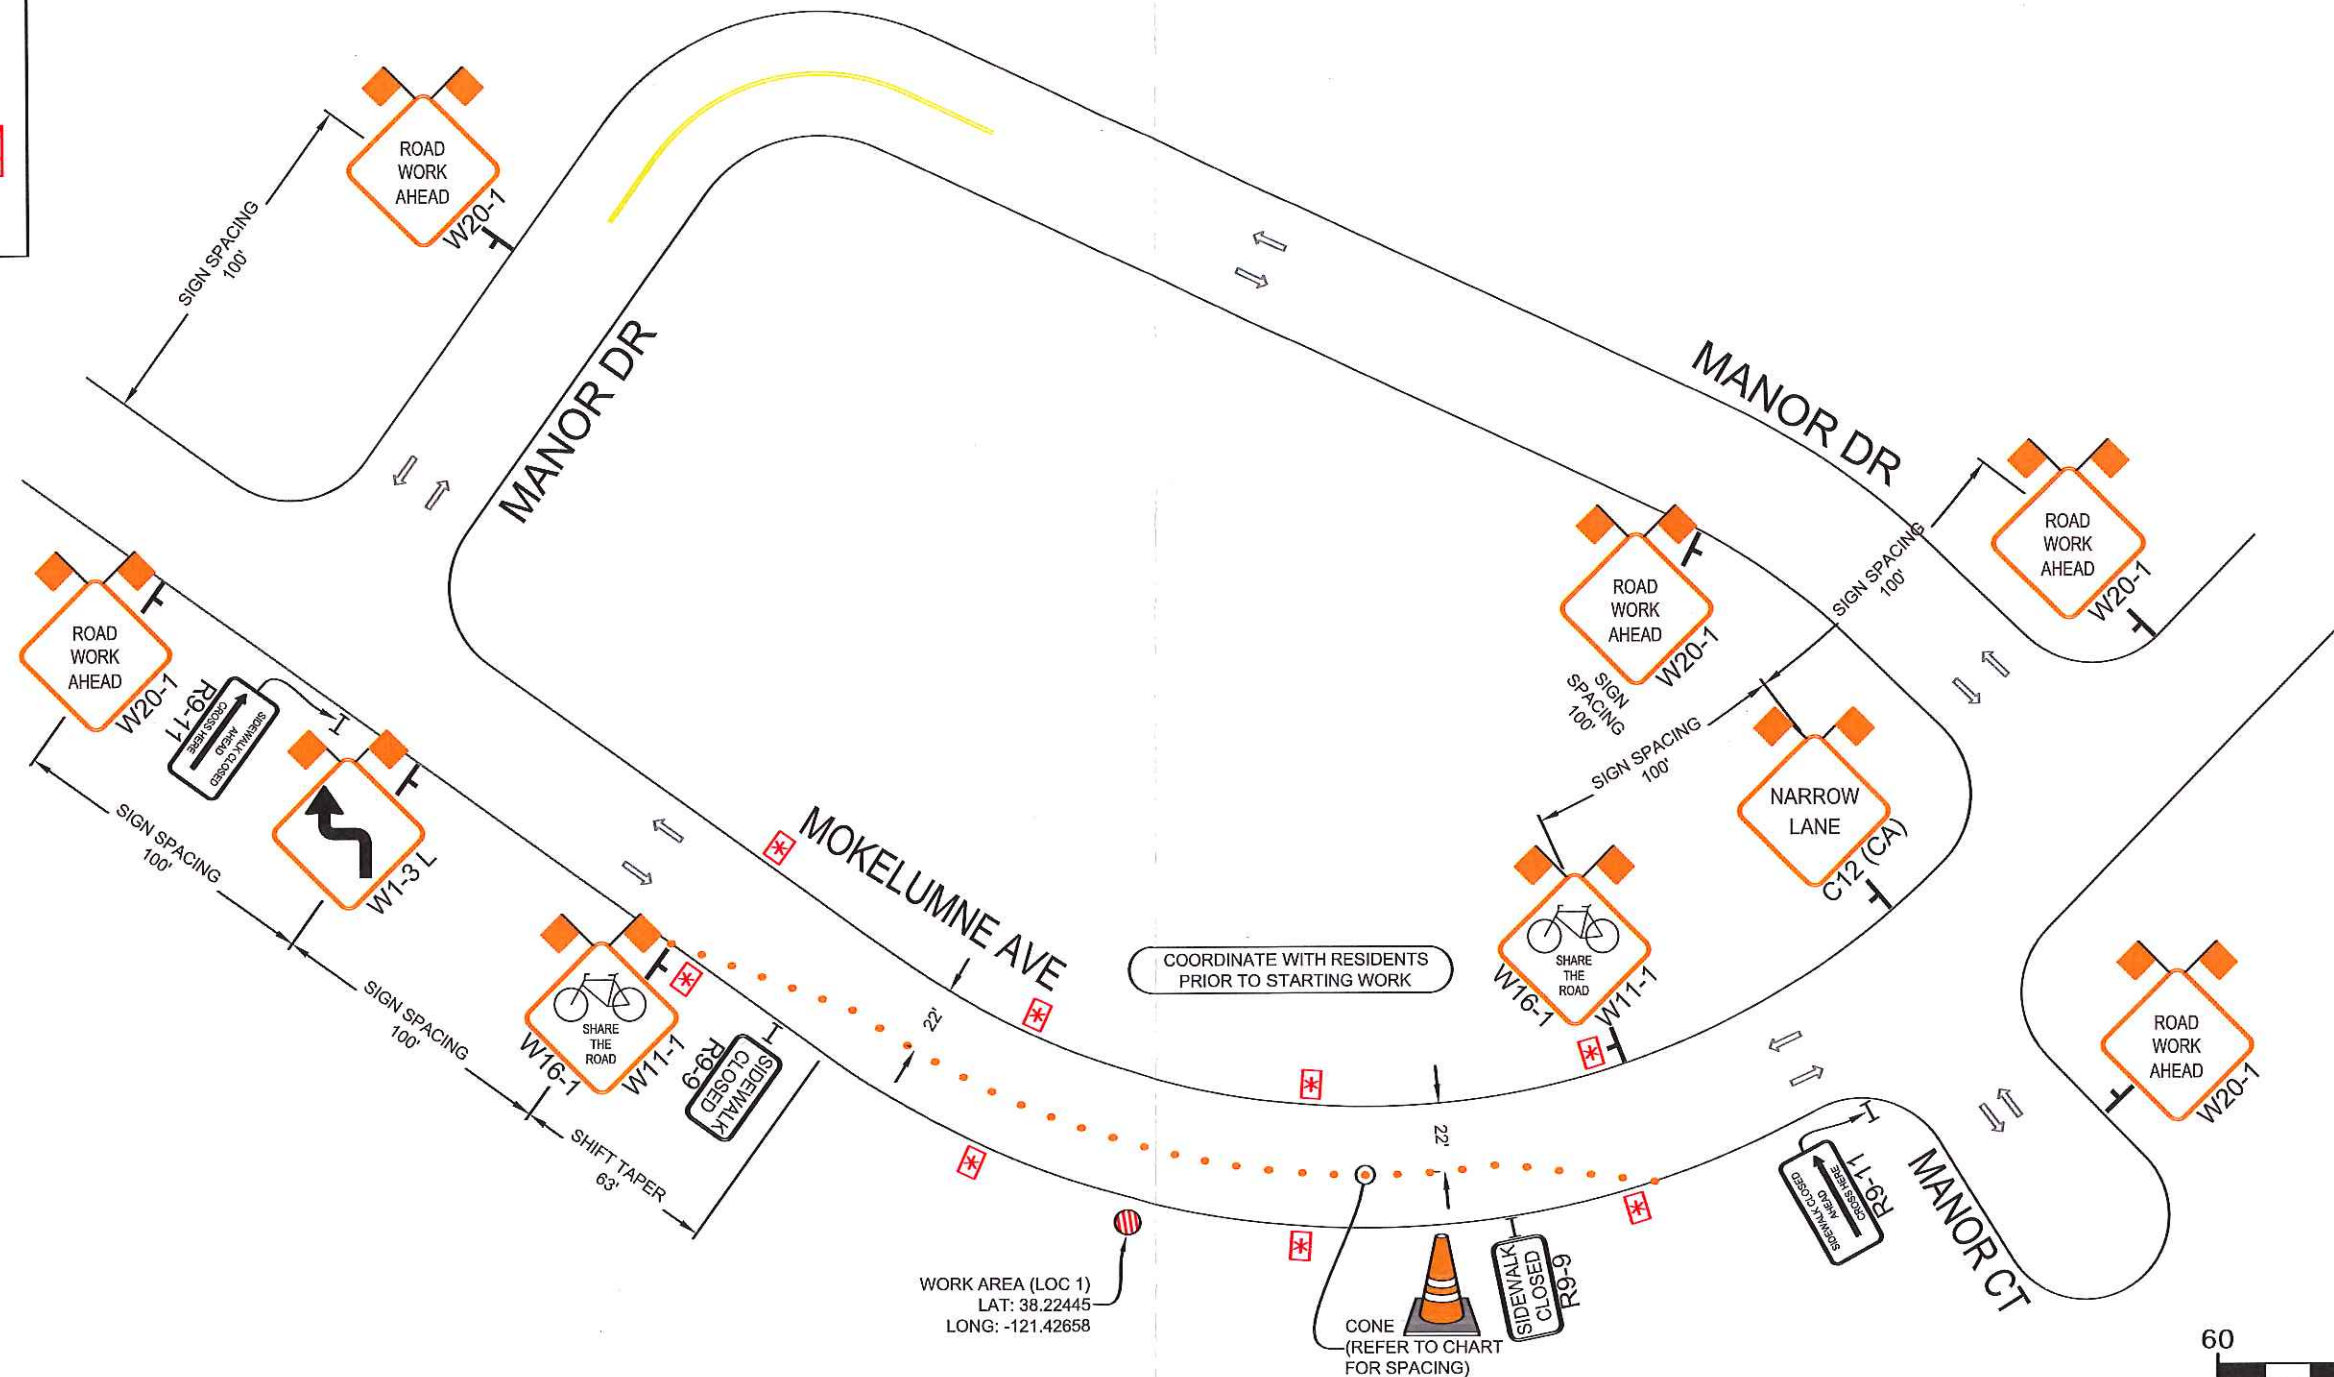 ROAD
WORK
AHEAD
W20-1
SIGN SPACING
100'
MANOR DR
MANOR DR
ROAD
WORK
AHEAD
W20-1
SIGN SPACING
100'
ROAD
WORK
AHEAD
W20-1
SIGN
SPACING
100'
SIGN SPACING
100'
NARROW
LANE
C12 (CA)
ROAD
WORK
AHEAD
W20-1
R9-11
SIDEWALK CLOSED
AHEAD
CROSS HERE
SIGN SPACING
100'
W1-3 L
SIGN SPACING
100'
MOKELUMNE AVE
SHARE
THE
ROAD
W16-1
W11-1
R9-9
SIDEWALK
CLOSED
SHIFT TAPER
63'
22'
COORDINATE WITH RESIDENTS
PRIOR TO STARTING WORK
SHARE
THE
ROAD
W16-1
W11-1
22'
ROAD
WORK
AHEAD
W20-1
SIDEWALK CLOSED
AHEAD
CROSS HERE
R9-11
MANOR CT
WORK AREA (LOC 1)
LAT: 38.22445
LONG: -121.42658
CONE
(REFER TO CHART
FOR SPACING)
SIDEWALK
CLOSED
R9-9
60